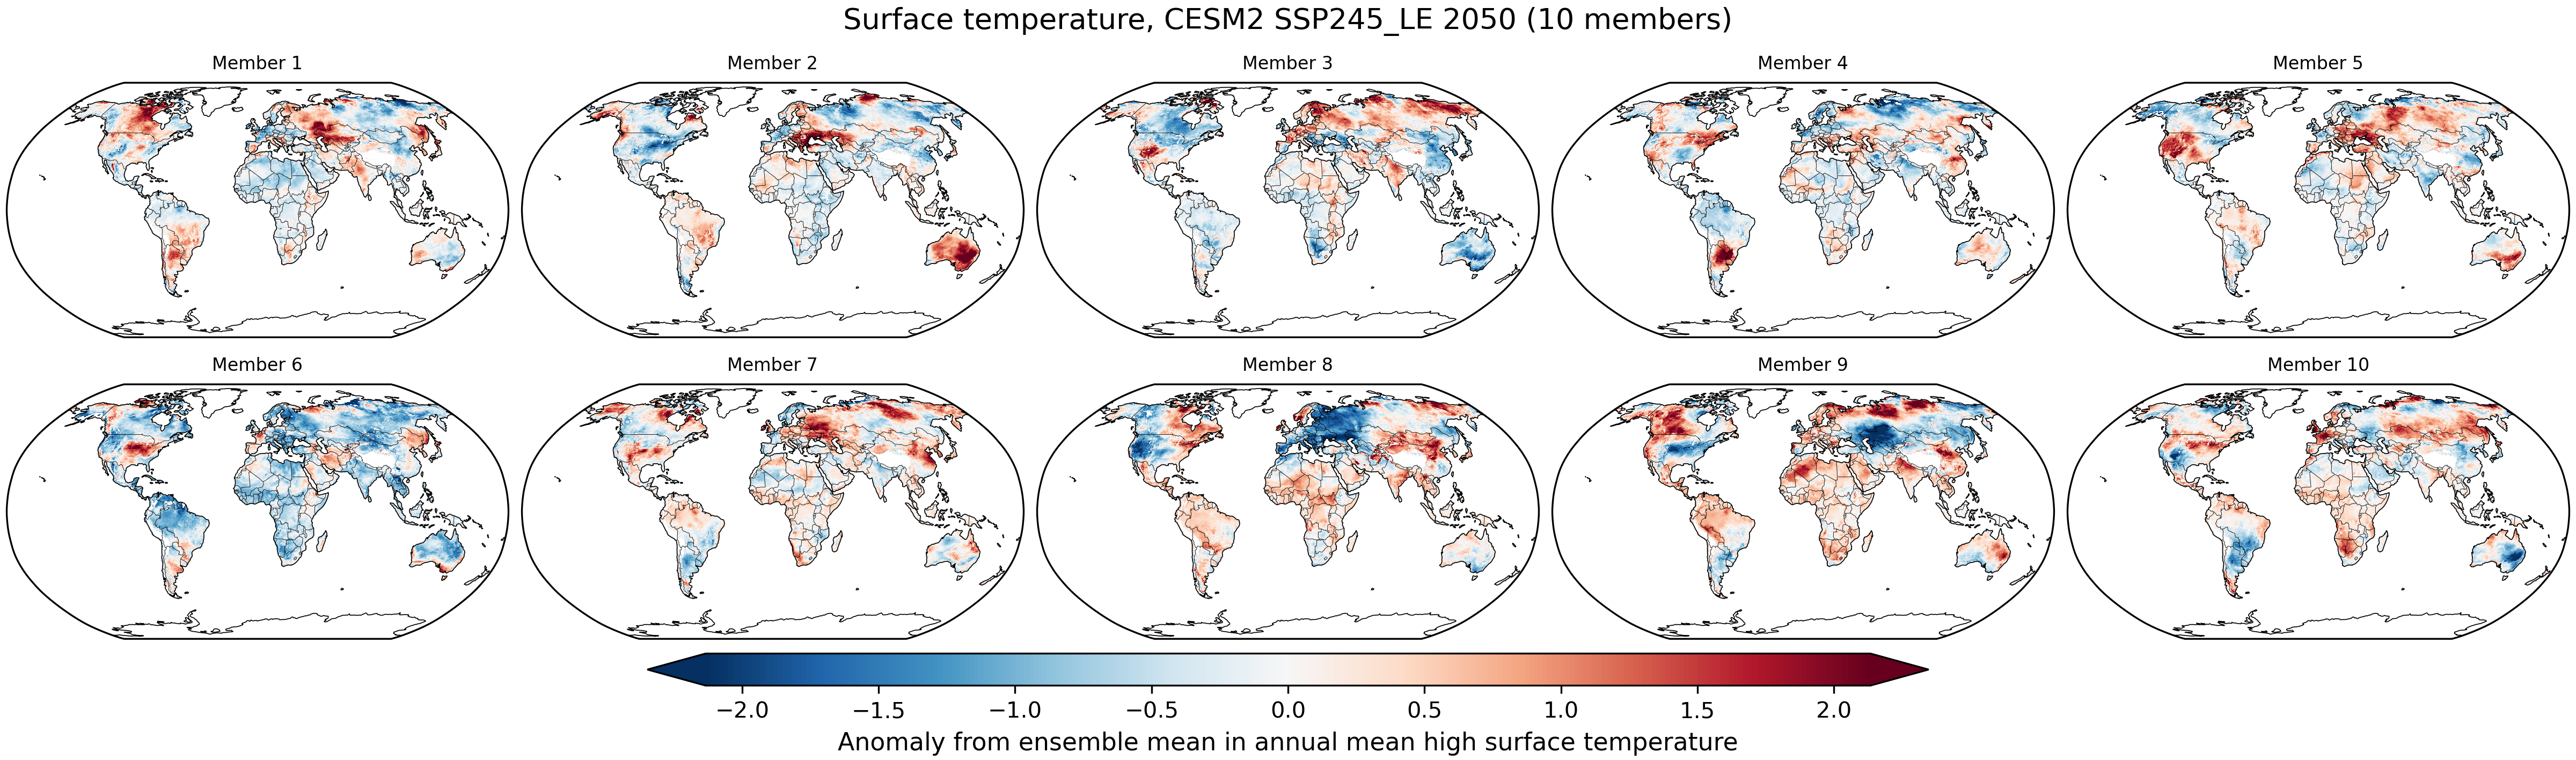 Surface temperature, CESM2 SSP245_LE 2050 (10 members)
Member 1
Member 2
Member 3
Member 4
Member 5
Member 6
Member 7
Member 8
Member 9
Member 10
−2.0 −1.5 −1.0 −0.5 0.0 0.5 1.0 1.5 2.0
Anomaly from ensemble mean in annual mean high surface temperature